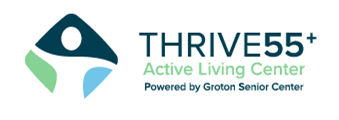 THRIVE55+
Active Living Center
Powered by Groton Senior Center